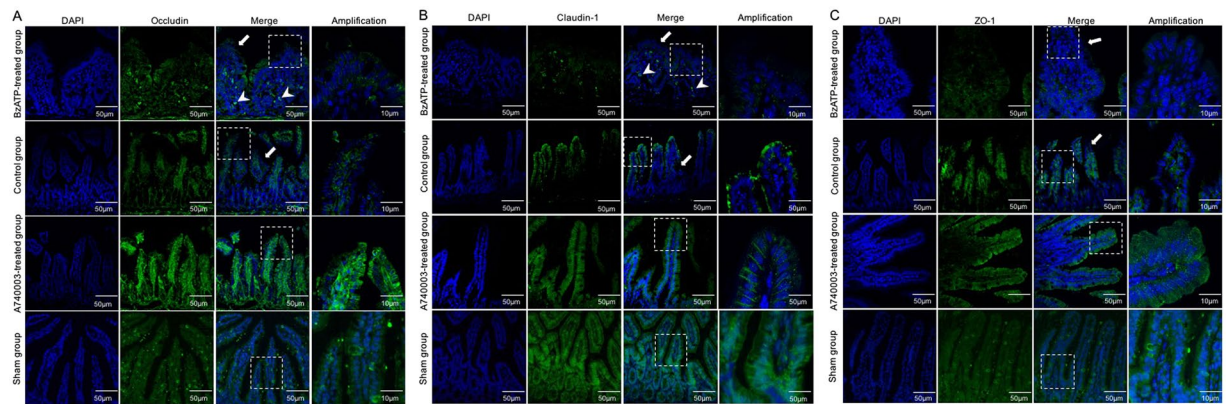 A
DAPI Occludin Merge Amplification
BzATP-treated group
50μm 50μm 50μm 10μm
Control group
50μm 50μm 50μm 10μm
A740003-treated group
50μm 50μm 50μm 10μm
Sham group
50μm 50μm 50μm 10μm
B
DAPI Claudin-1 Merge Amplification
BzATP-treated group
50μm 50μm 50μm 10μm
Control group
50μm 50μm 50μm 50μm
A740003-treated group
50μm 50μm 50μm 10μm
Sham group
50μm 50μm 50μm 50μm
C
DAPI ZO-1 Merge Amplification
BzATP-treated group
50μm 50μm 50μm 10μm
Control group
50μm 50μm 50μm 10μm
A740003-treated group
50μm 50μm 50μm 10μm
Sham group
50μm 50μm 50μm 10μm